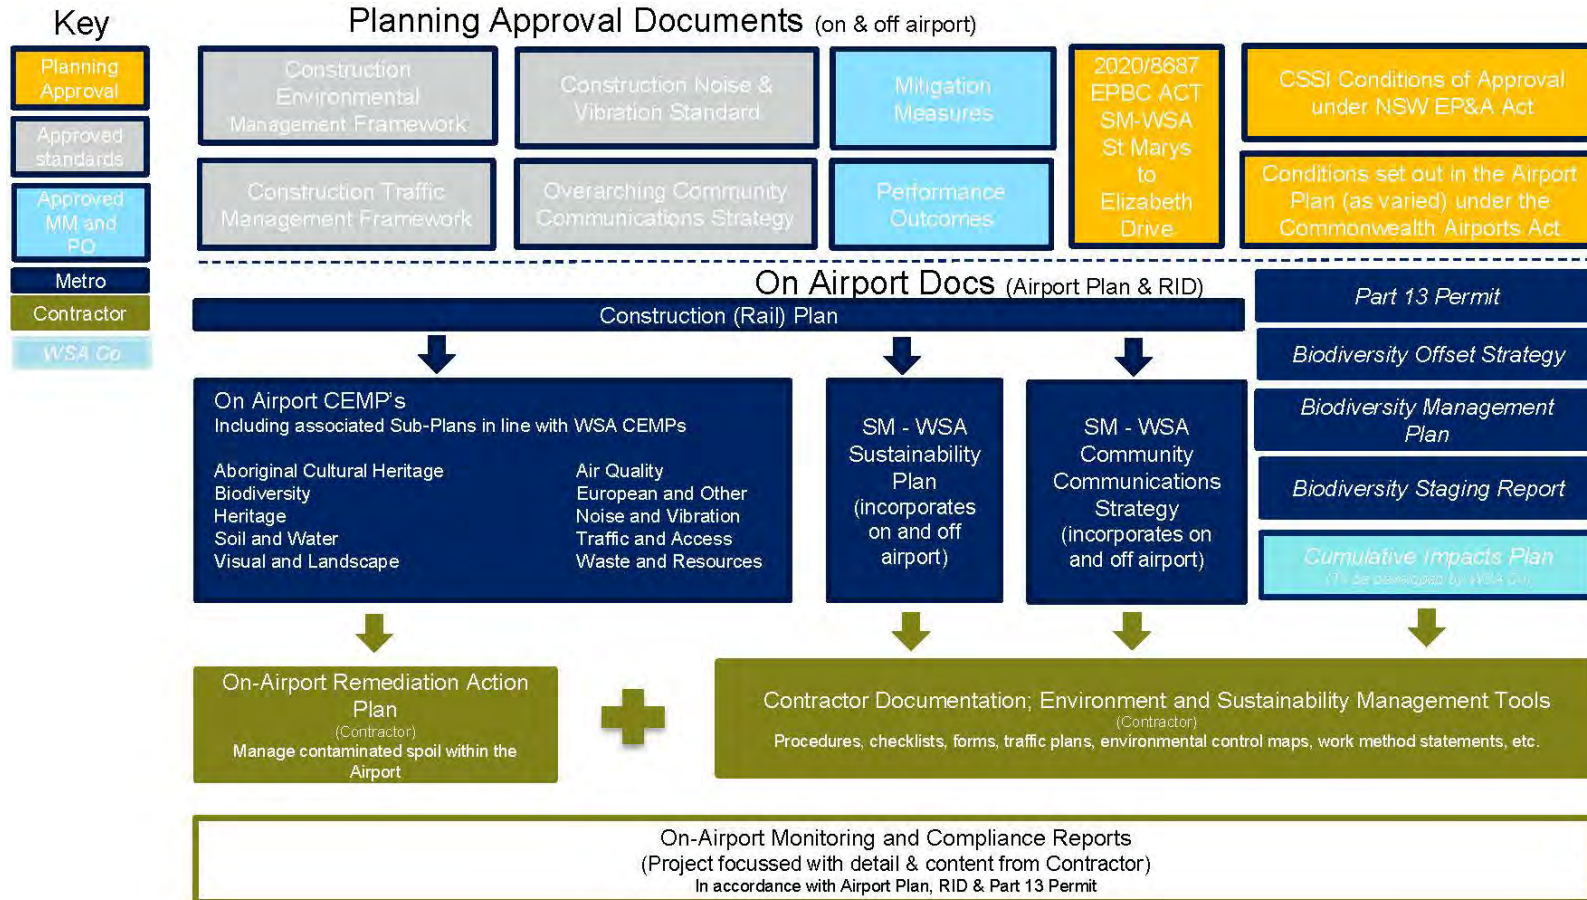 Key
Planning
Approval
Approved
standards
Approved
MM and
PO
Metro
Contractor
WSA Co
Planning Approval Documents (on & off airport)
Construction
Environmental
Management Framework
Construction Noise &
Vibration Standard
Mitigation
Measures
2020/8687
EPBC ACT
SM-WSA
St Marys
to
Elizabeth
Drive
CSSI Conditions of Approval
under NSW EP&A Act
Construction Traffic
Management Framework
Overarching Community
Communications Strategy
Performance
Outcomes
Conditions set out in the Airport
Plan (as varied) under the
Commonwealth Airports Act
On Airport Docs (Airport Plan & RID)
Construction (Rail) Plan
Part 13 Permit
Biodiversity Offset Strategy
Biodiversity Management
Plan
Biodiversity Staging Report
Cumulative Impacts Plan
(To be developed by WSA Co)
On Airport CEMP's
Including associated Sub-Plans in line with WSA CEMPs
Aboriginal Cultural Heritage
Biodiversity
Heritage
Soil and Water
Visual and Landscape
Air Quality
European and Other
Noise and Vibration
Traffic and Access
Waste and Resources
SM - WSA
Sustainability
Plan
(incorporates
on and off
airport)
SM - WSA
Community
Communications
Strategy
(incorporates on
and off airport)
On-Airport Remediation Action
Plan
(Contractor)
Manage contaminated spoil within the
Airport
Contractor Documentation; Environment and Sustainability Management Tools
(Contractor)
Procedures, checklists, forms, traffic plans, environmental control maps, work method statements, etc.
On-Airport Monitoring and Compliance Reports
(Project focussed with detail & content from Contractor)
In accordance with Airport Plan, RID & Part 13 Permit